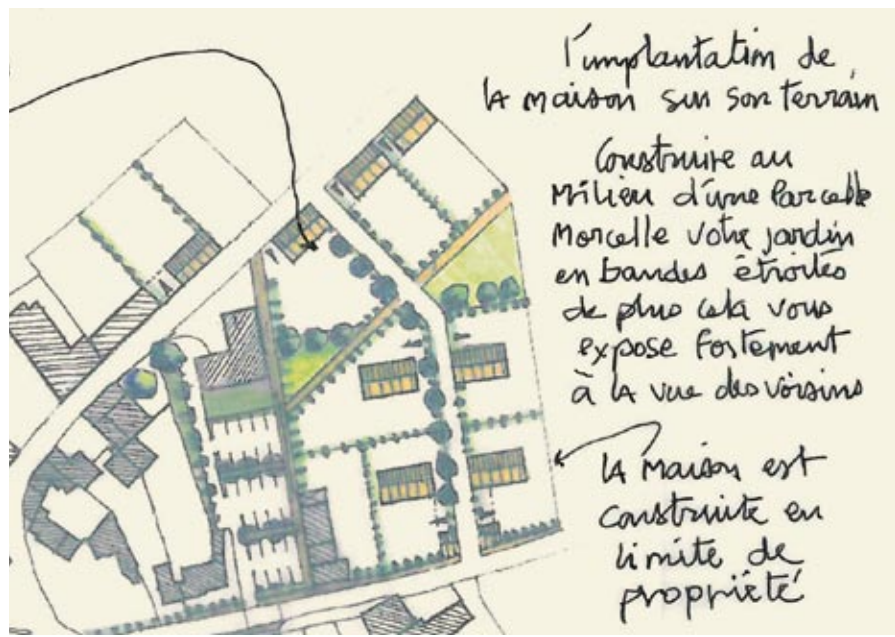 l'implantation de
la maison sur son terrain
Construire au
Milieu d'une Parcelle
Morcelle votre jardin
en bandes étroites
de plus cela vous
expose fortement
à la vue des voisins
la maison est
construite en
limite de
propriété